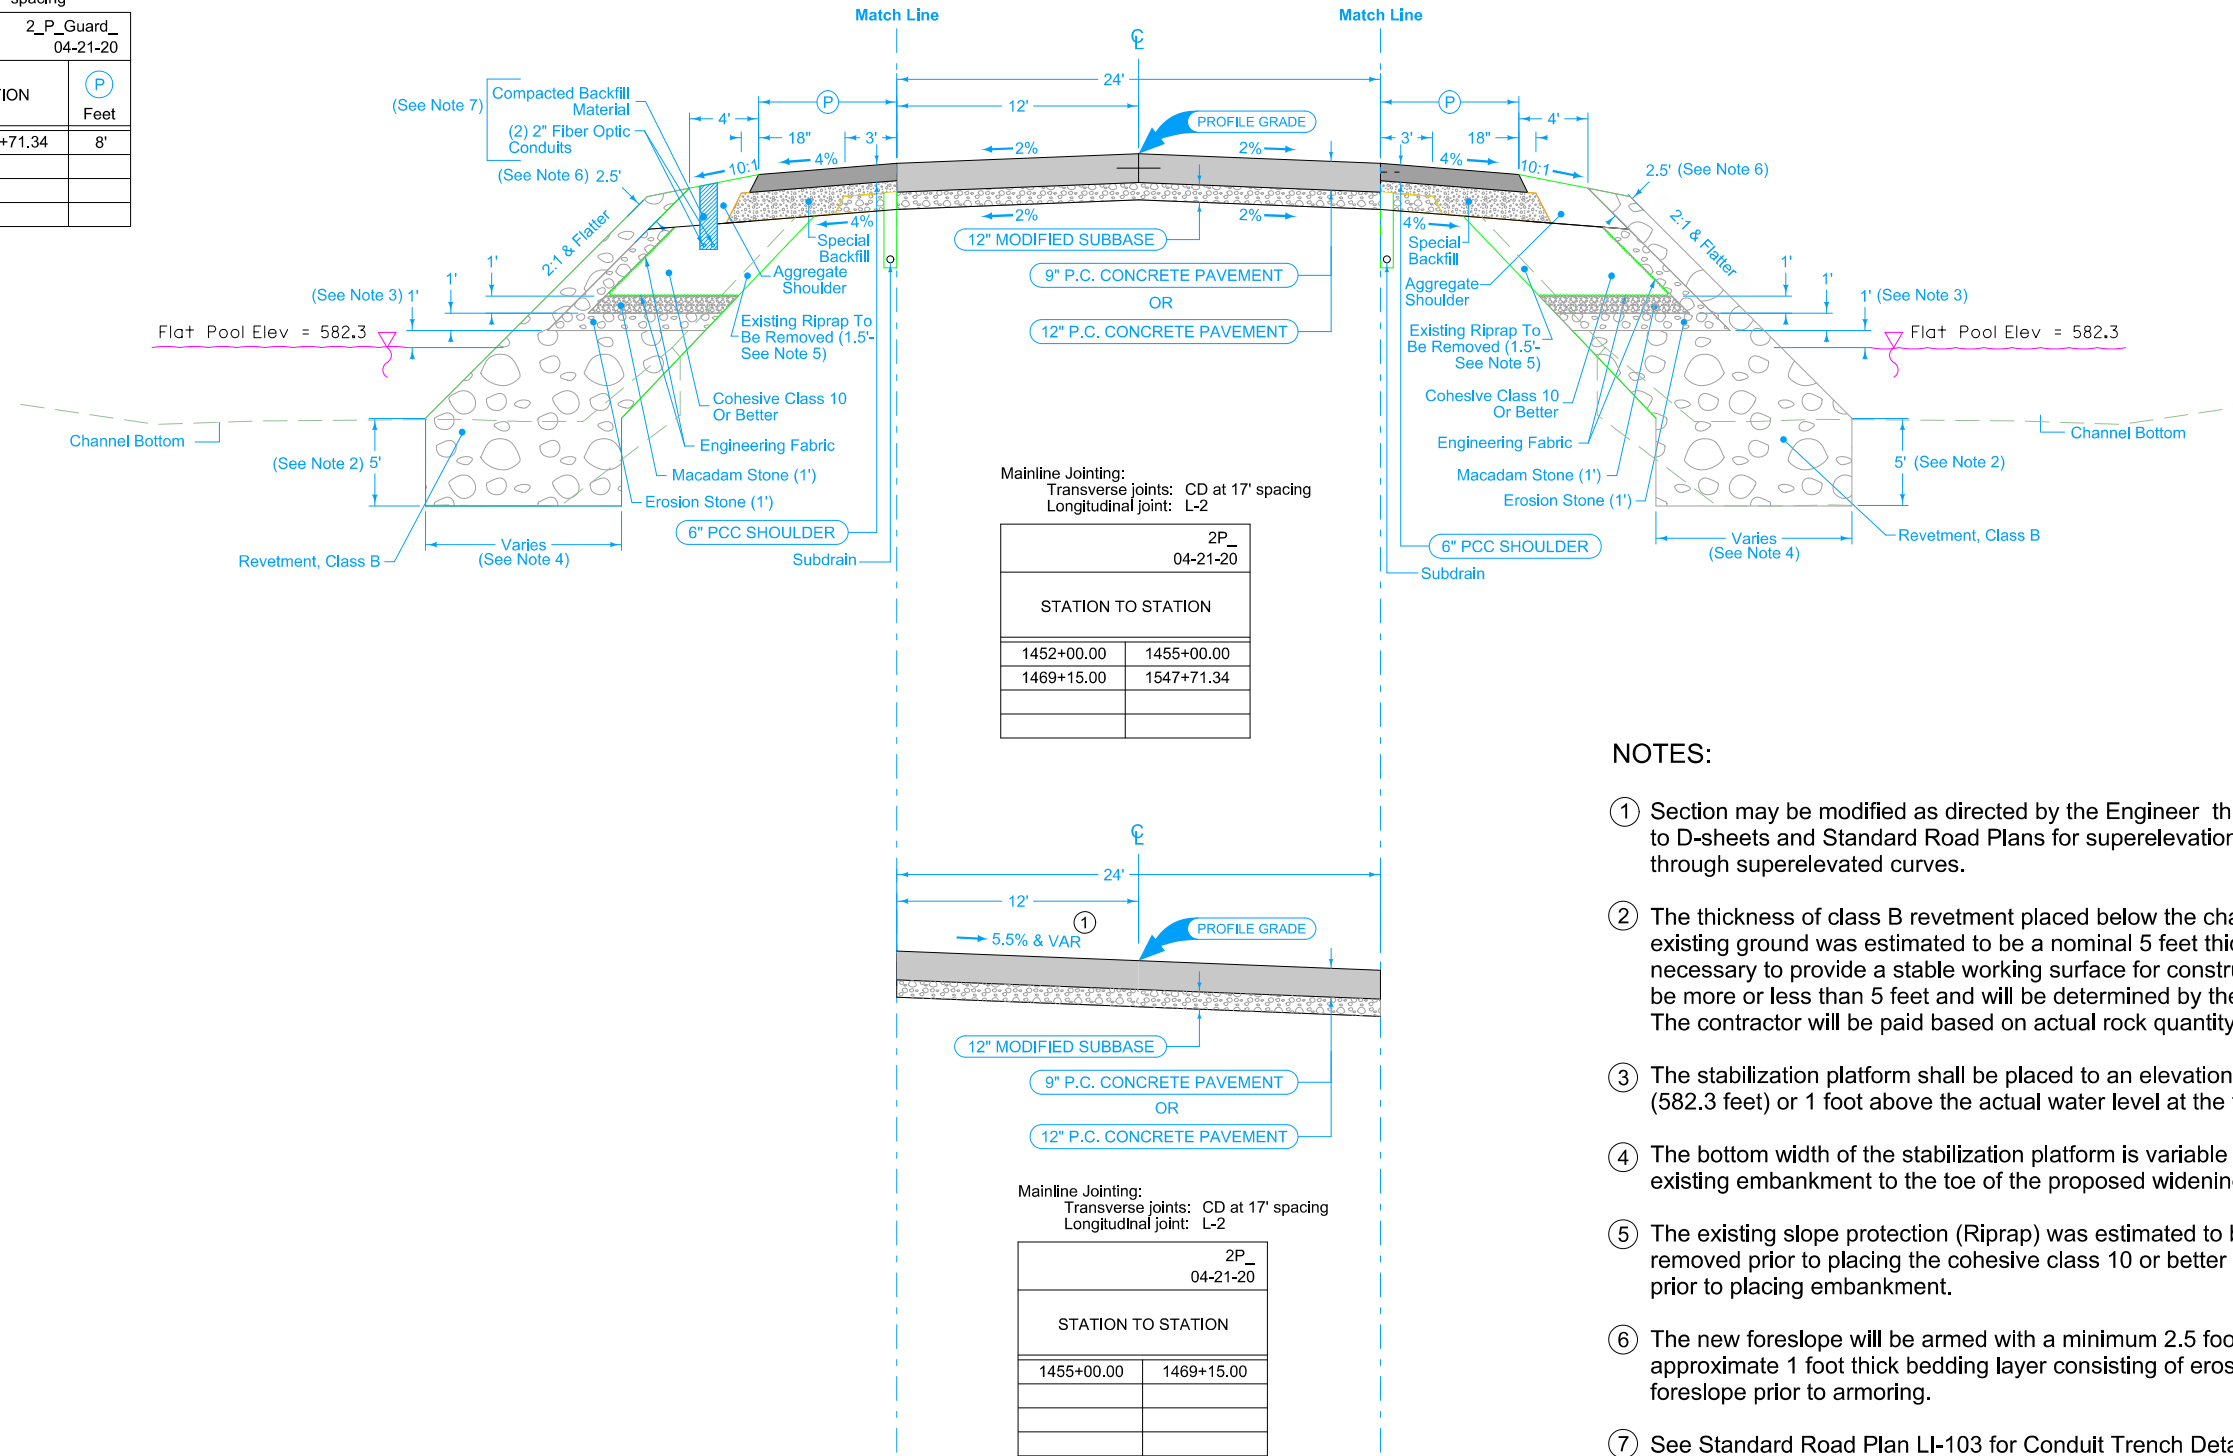 spacing
2_P_Guard_
04-21-20
P
Feet
+71.34 8'
Match Line
Match Line
℄
24'
12'
P
P
PROFILE GRADE
(See Note 7)
Compacted Backfill
Material
(2) 2" Fiber Optic
Conduits
(See Note 6) 2.5'
4'
18"
3'
10:1
4%
2%
2%
3'
18"
4%
4'
10:1
2.5' (See Note 6)
2:1 & Flatter
2:1 & Flatter
4%
2%
2%
4%
12" MODIFIED SUBBASE
9" P.C. CONCRETE PAVEMENT
OR
12" P.C. CONCRETE PAVEMENT
Special
Backfill
Aggregate
Shoulder
Existing Riprap To
Be Removed (1.5'-
See Note 5)
Cohesive Class 10
Or Better
Engineering Fabric
Macadam Stone (1')
Erosion Stone (1')
6" PCC SHOULDER
Subdrain
1'
1'
(See Note 3) 1'
Flat Pool Elev = 582.3
Channel Bottom
(See Note 2) 5'
Varies
(See Note 4)
Revetment, Class B
Special
Backfill
Aggregate
Shoulder
Existing Riprap To
Be Removed (1.5'-
See Note 5)
Cohesive Class 10
Or Better
Engineering Fabric
Macadam Stone (1')
Erosion Stone (1')
6" PCC SHOULDER
Subdrain
1'
1'
1' (See Note 3)
Flat Pool Elev = 582.3
Channel Bottom
5' (See Note 2)
Varies
(See Note 4)
Revetment, Class B
Mainline Jointing:
Transverse joints: CD at 17' spacing
Longitudinal joint: L-2
2P_
04-21-20
STATION TO STATION
1452+00.00 1455+00.00
1469+15.00 1547+71.34
℄
24'
12'
1
5.5% & VAR
PROFILE GRADE
12" MODIFIED SUBBASE
9" P.C. CONCRETE PAVEMENT
OR
12" P.C. CONCRETE PAVEMENT
Mainline Jointing:
Transverse joints: CD at 17' spacing
Longitudinal joint: L-2
2P_
04-21-20
STATION TO STATION
1455+00.00 1469+15.00
NOTES:
1 Section may be modified as directed by the Engineer
to D-sheets and Standard Road Plans for
through superelevated curves.
2 The thickness of class B revetment placed below the
existing ground was estimated to be a nominal 5 feet
necessary to provide a stable working surface for
be more or less than 5 feet and will be determined by
The contractor will be paid based on actual rock quantity
3 The stabilization platform shall be placed to an elevation
(582.3 feet) or 1 foot above the actual water level at the
4 The bottom width of the stabilization platform is variable
existing embankment to the toe of the proposed
5 The existing slope protection (Riprap) was estimated to
removed prior to placing the cohesive class 10 or better
prior to placing embankment.
6 The new foreslope will be armed with a minimum 2.5
approximate 1 foot thick bedding layer consisting of
foreslope prior to armoring.
7 See Standard Road Plan LI-103 for Conduit Trench